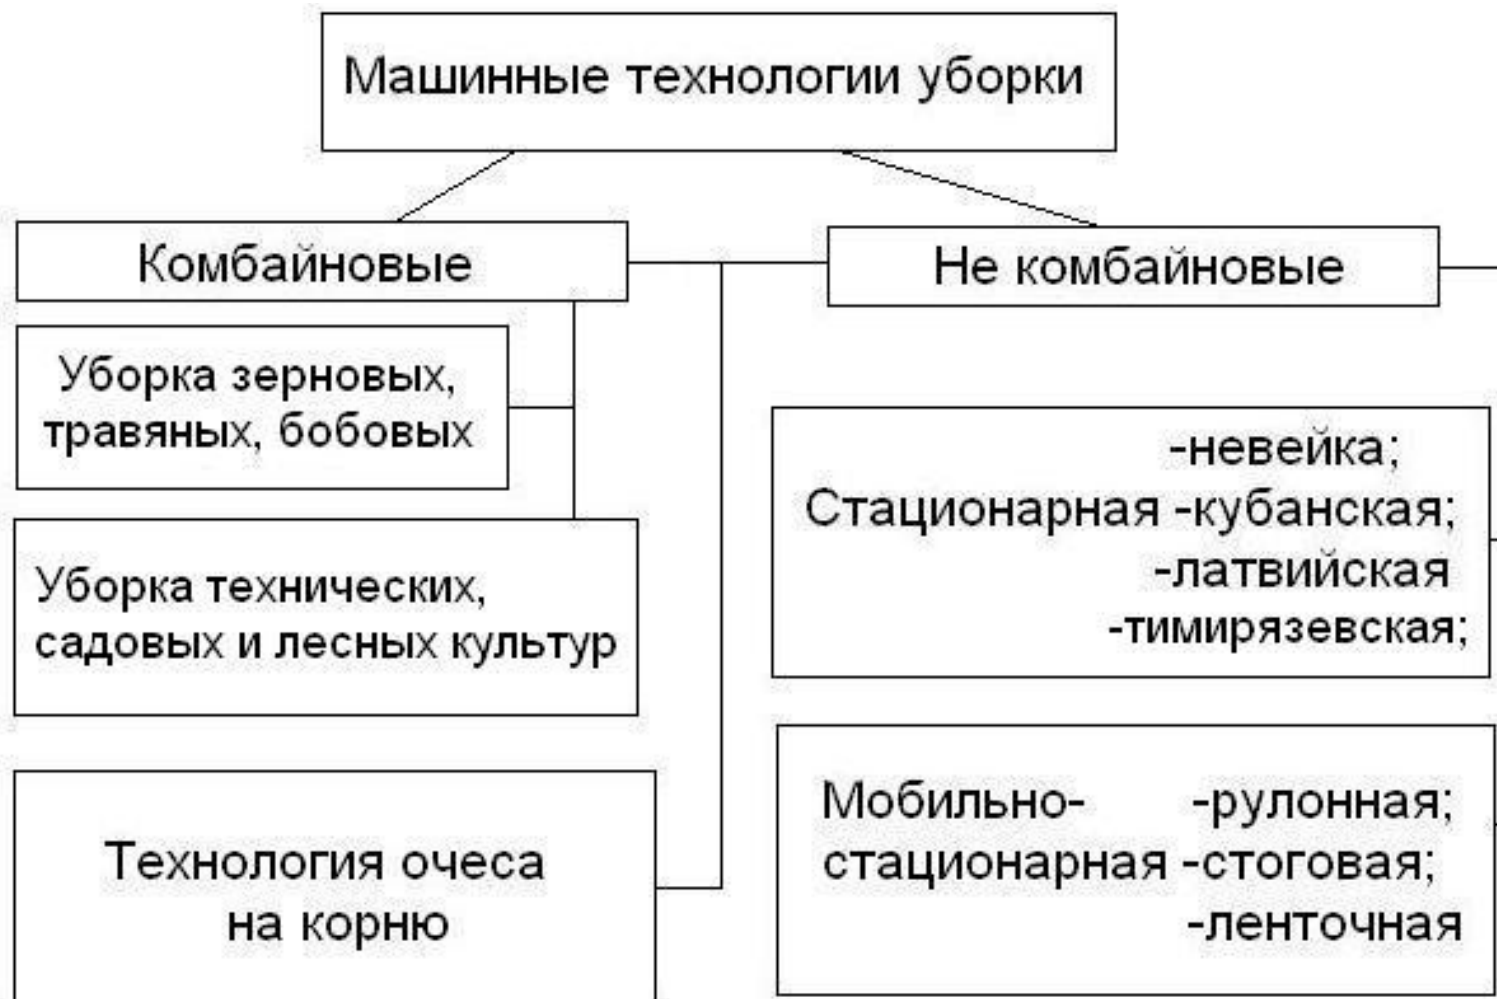 Машинные технологии уборки
Комбайновые
Не комбайновые
Уборка зерновых,
травяных, бобовых
Уборка технических,
садовых и лесных культур
Технология очеса
на корню
-невейка;
Стационарная -кубанская;
-латвийская
-тимирязевская;
Мобильно- -рулонная;
стационарная -стоговая;
-ленточная